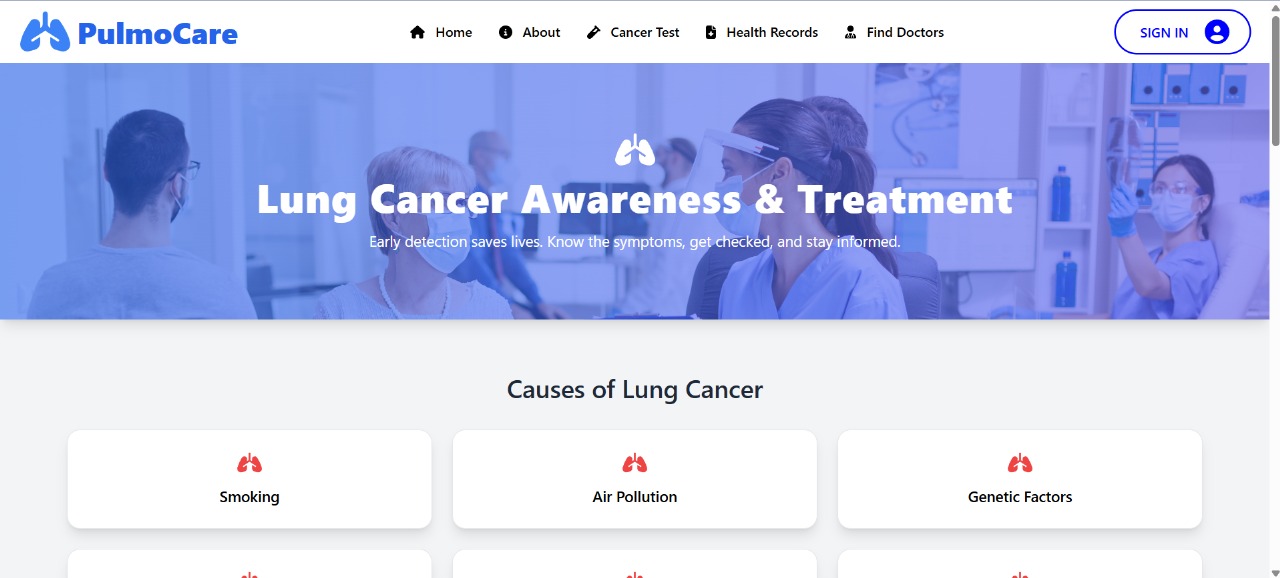 PulmoCare
Home
About
Cancer Test
Health Records
Find Doctors
SIGN IN
Lung Cancer Awareness & Treatment
Early detection saves lives. Know the symptoms, get checked, and stay informed.
Causes of Lung Cancer
Smoking
Air Pollution
Genetic Factors